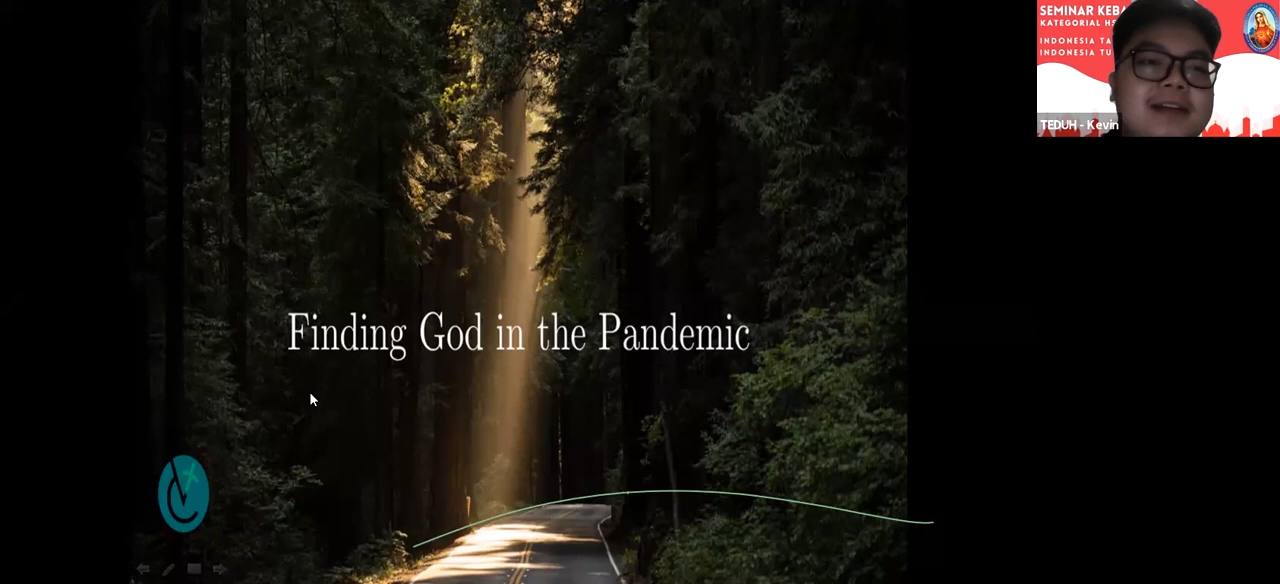 Finding God in the Pandemic
SEMINAR KEBA
KATEGORIAL HS
INDONESIA TA
INDONESIA TU
TEDUH - Kevin